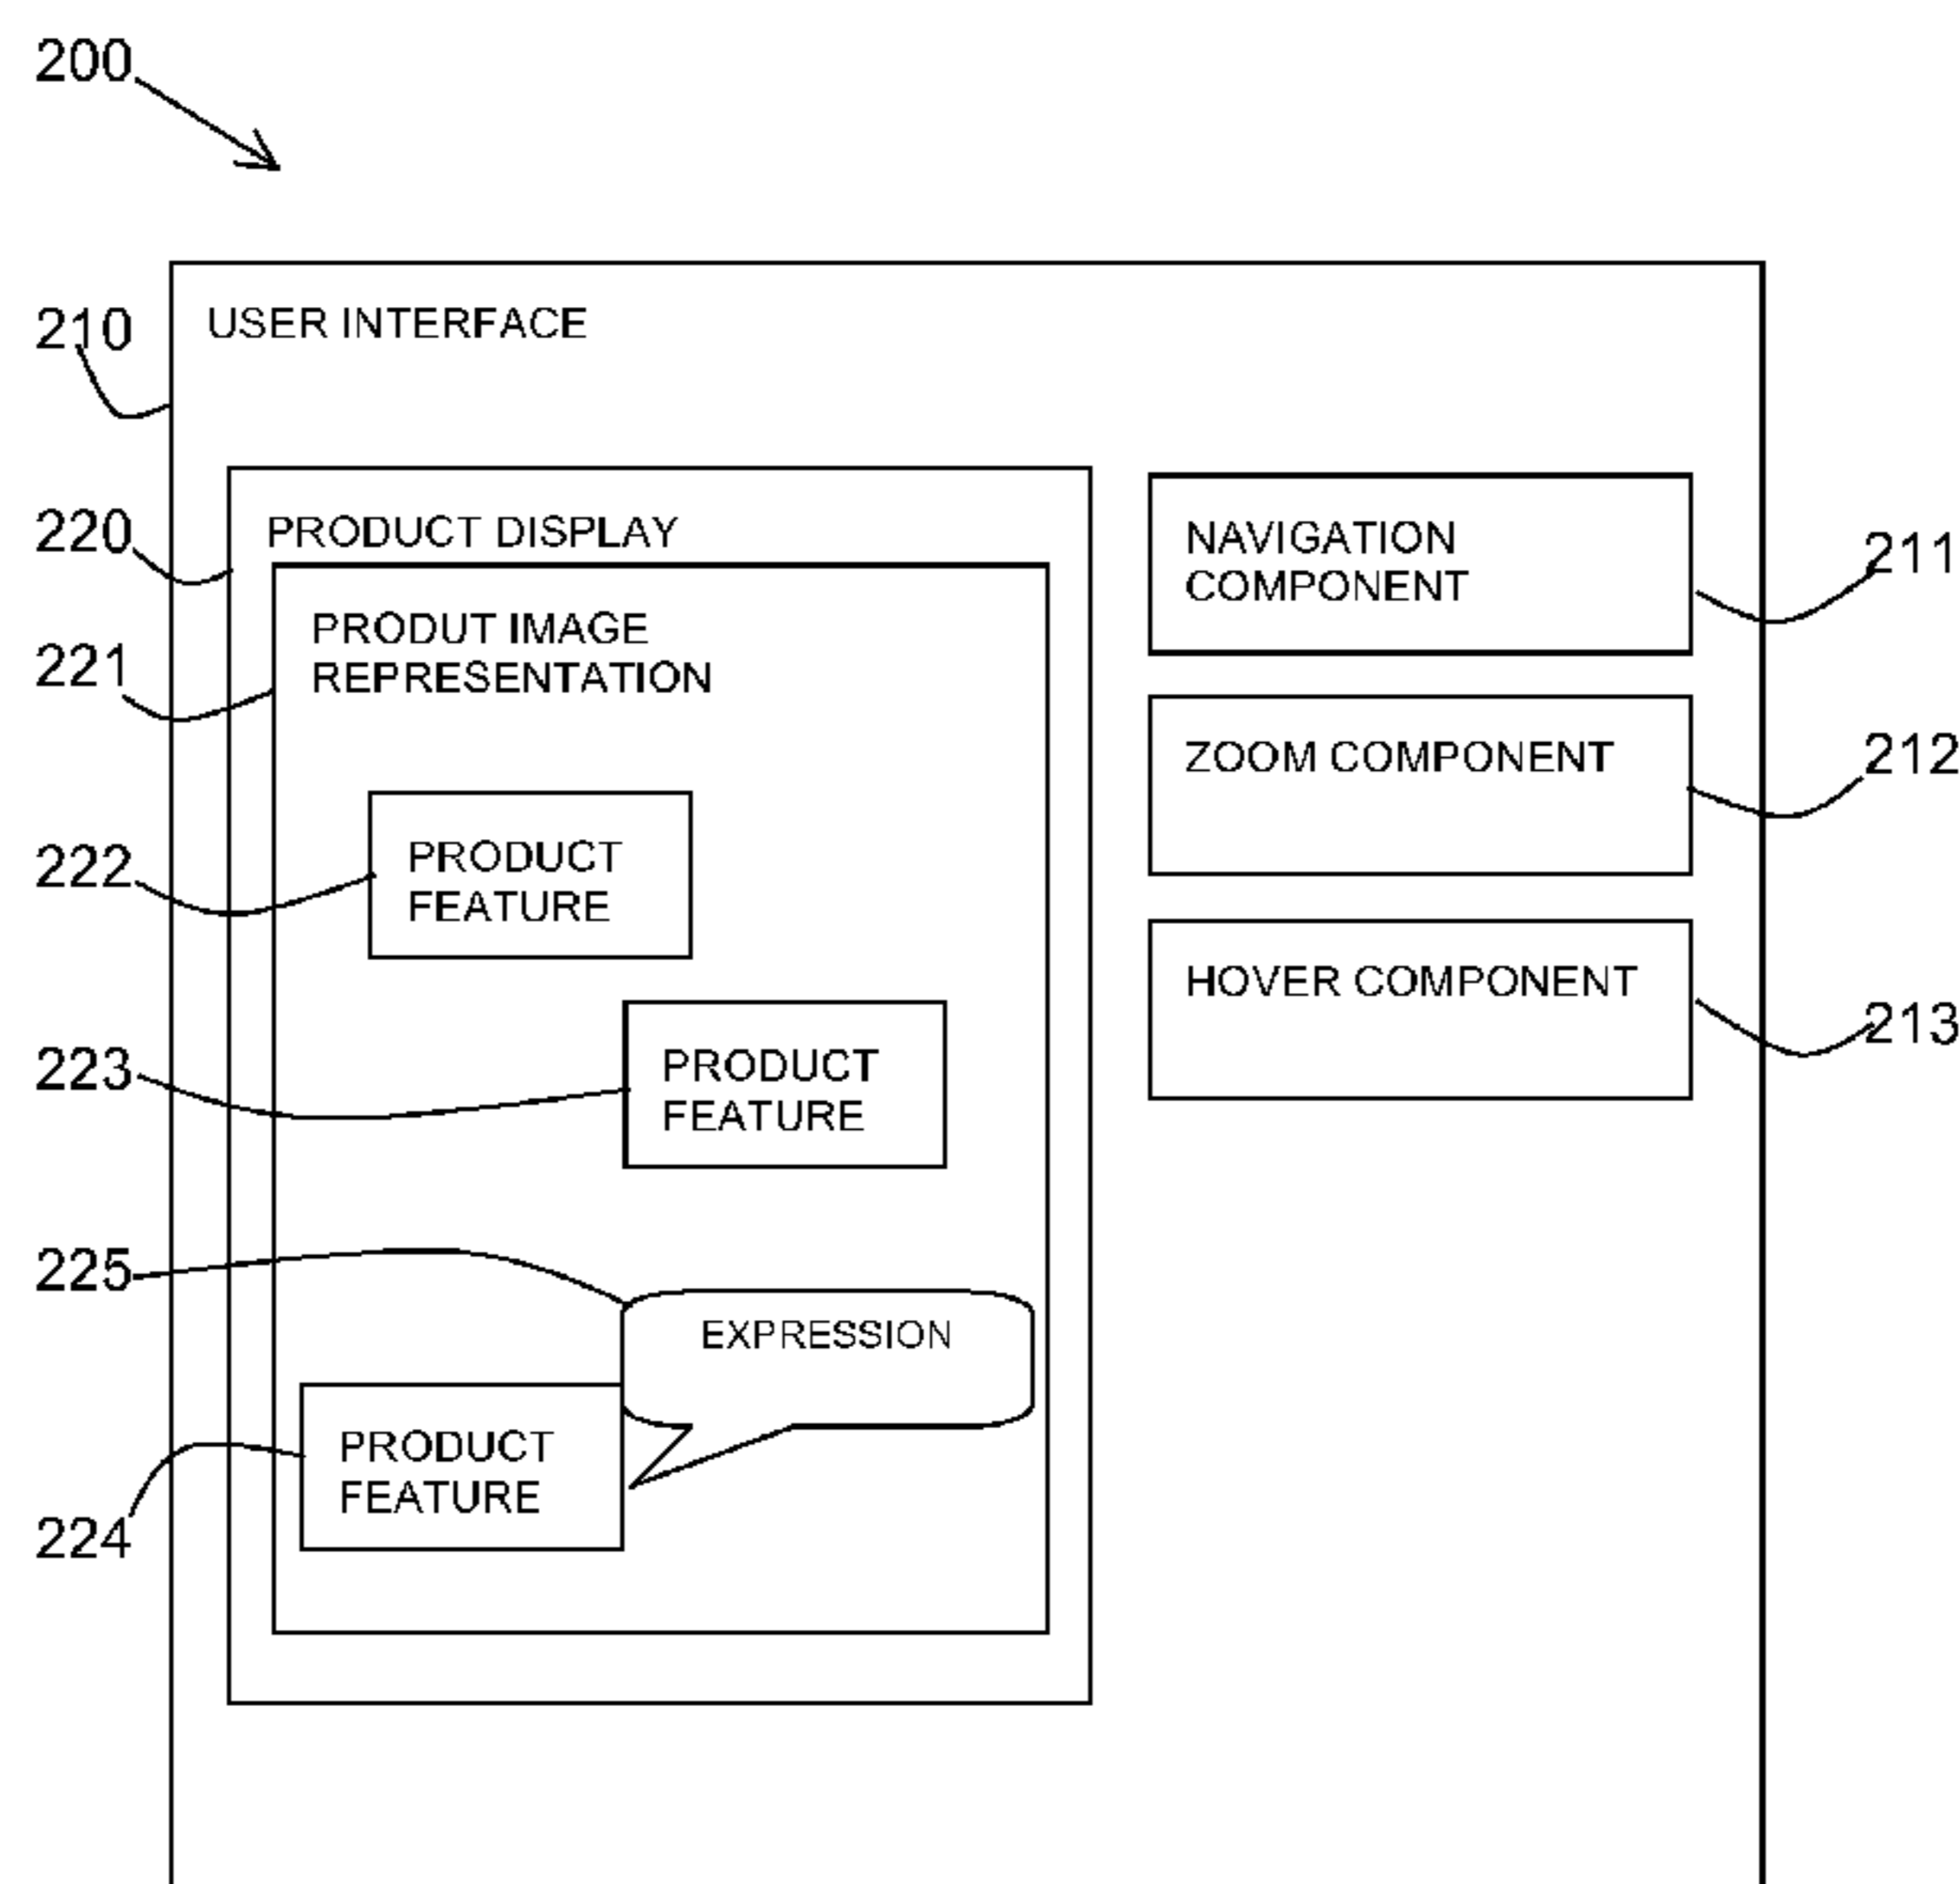 200
210
USER INTERFACE
220
PRODUCT DISPLAY
NAVIGATION
COMPONENT
211
221
PRODUT IMAGE
REPRESENTATION
ZOOM COMPONENT
212
222
PRODUCT
FEATURE
HOVER COMPONENT
213
223
PRODUCT
FEATURE
225
EXPRESSION
PRODUCT
FEATURE
224